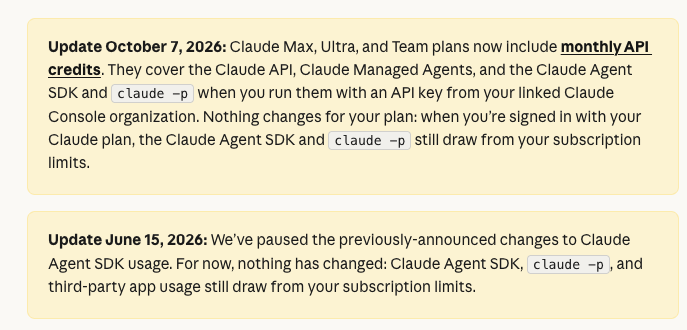 Update October 7, 2026: Claude Max, Ultra, and Team plans now include monthly API
credits. They cover the Claude API, Claude Managed Agents, and the Claude Agent
SDK and claude -p when you run them with an API key from your linked Claude
Console organization. Nothing changes for your plan: when you’re signed in with your
Claude plan, the Claude Agent SDK and claude -p still draw from your subscription
limits.
Update June 15, 2026: We’ve paused the previously-announced changes to Claude
Agent SDK usage. For now, nothing has changed: Claude Agent SDK, claude -p, and
third-party app usage still draw from your subscription limits.